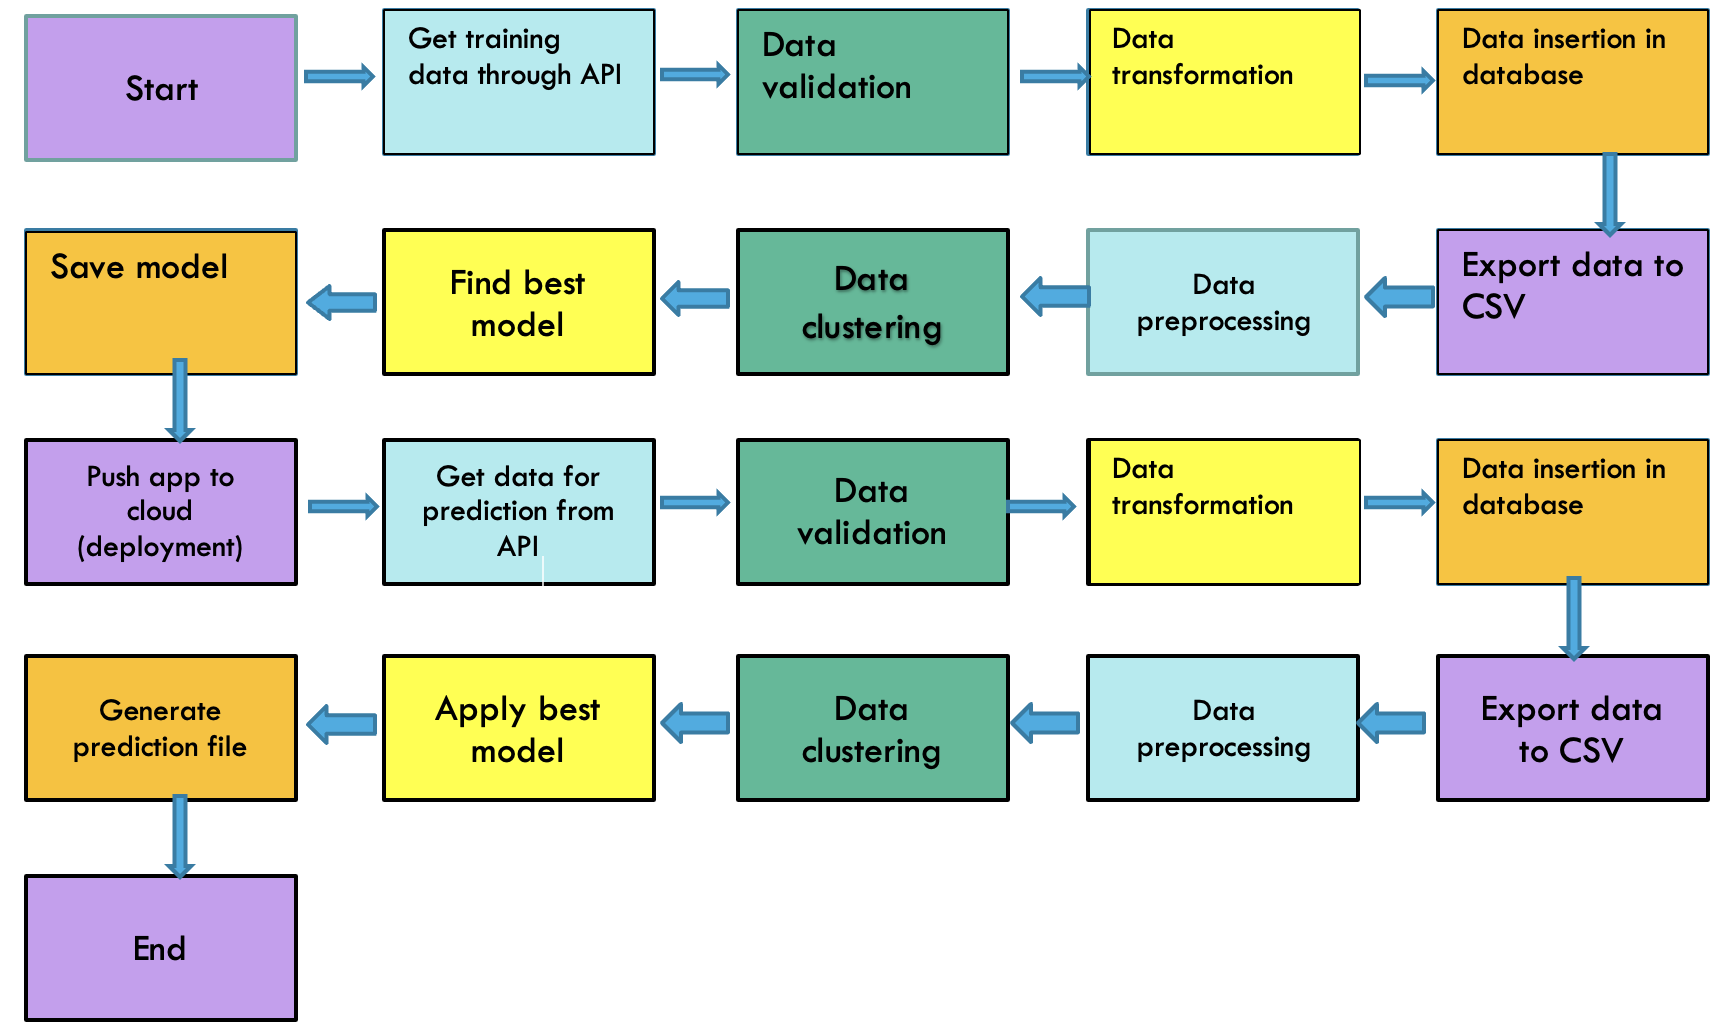 Start
Get training
data through API
Data
validation
Data
transformation
Data insertion in
database
Save model
Find best
model
Data
clustering
Data
preprocessing
Export data to
CSV
Push app to
cloud
(deployment)
Get data for
prediction from
API
Data
validation
Data
transformation
Data insertion in
database
Generate
prediction file
Apply best
model
Data
clustering
Data
preprocessing
Export data
to CSV
End